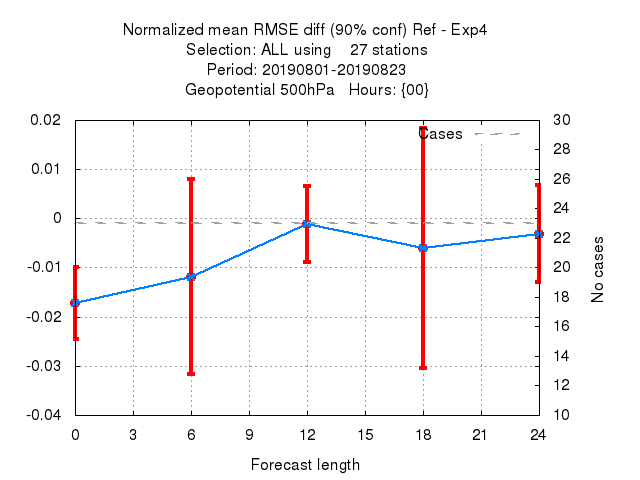 Normalized mean RMSE diff (90% conf) Ref - Exp4
Selection: ALL using    27 stations
Period: 20190801-20190823
Geopotential 500hPa   Hours: {00}
0.02
0.01
0
-0.01
-0.02
-0.03
-0.04
Cases
30
28
26
24
22
20
18
16
14
12
10
No cases
0 3 6 9 12 15 18 21 24
Forecast length